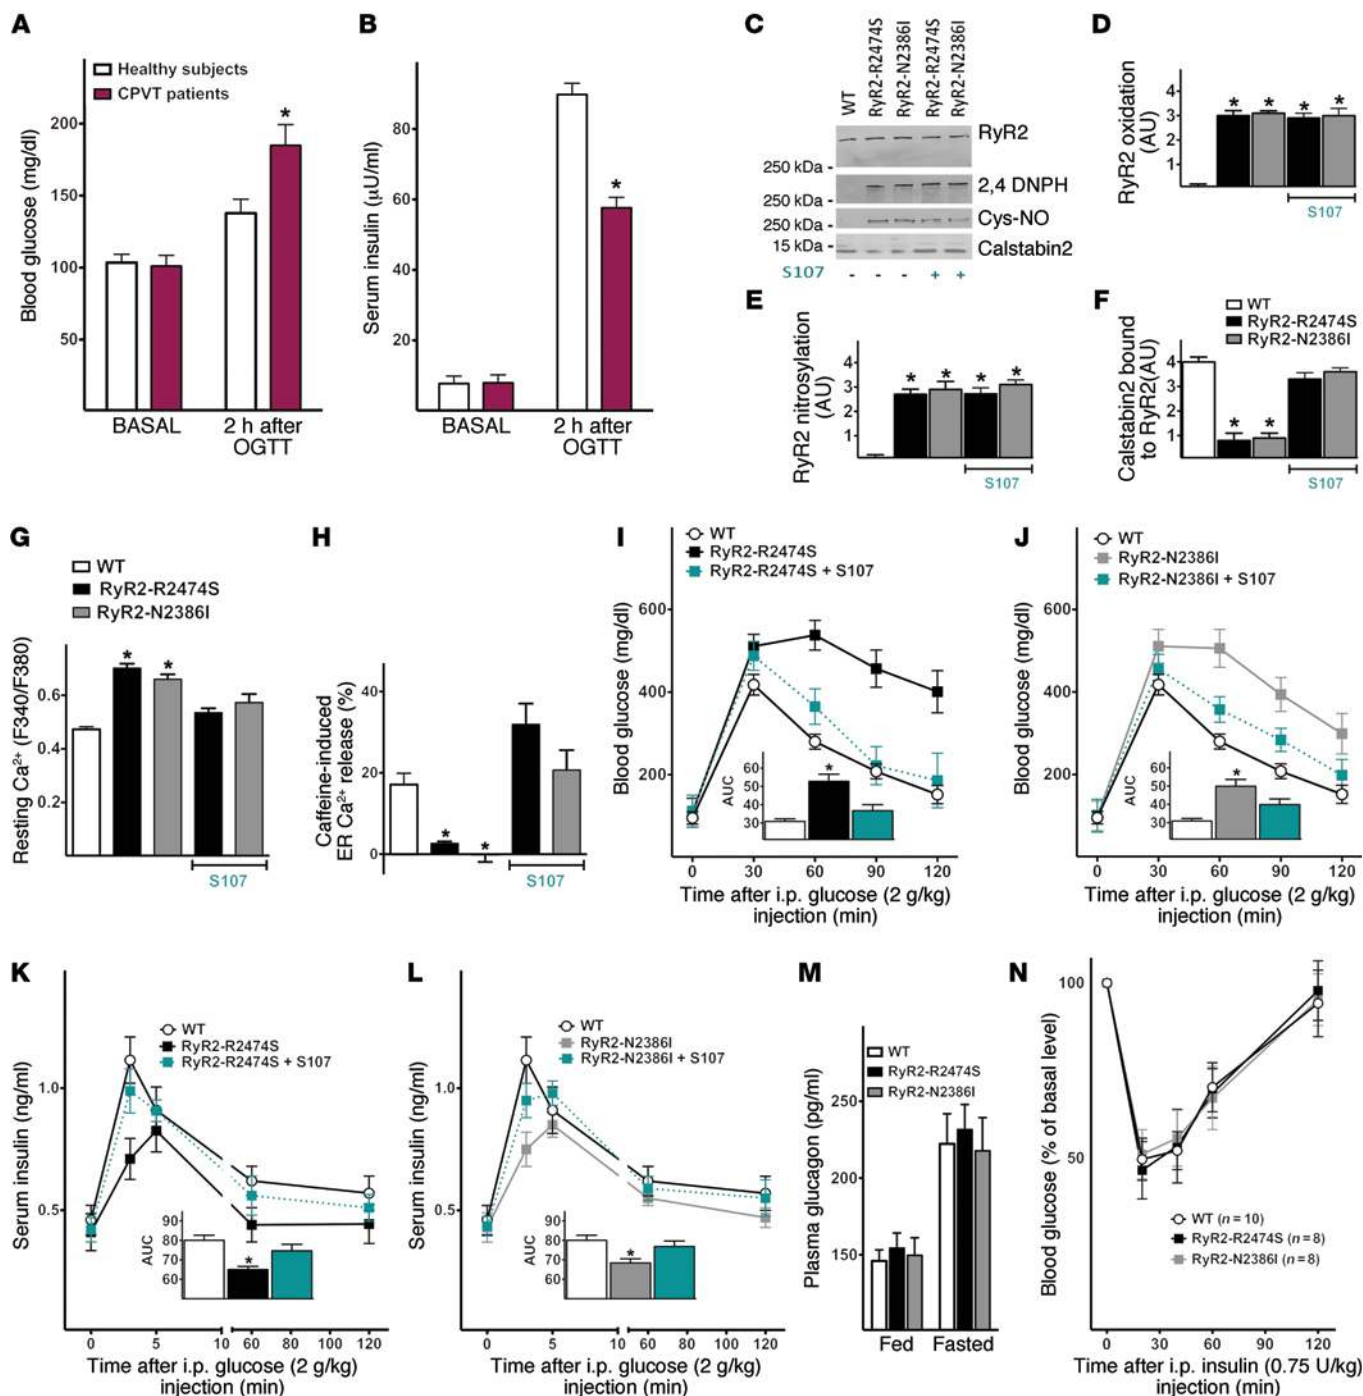 A
Blood glucose (mg/dl)
200
150
100
50
Healthy subjects
CPVT patients
*
BASAL
2 h after
OGTT
B
Serum insulin (µU/ml)
80
60
40
20
*
BASAL
2 h after
OGTT
C
WT
RyR2-R2474S
RyR2-N2386I
RyR2-R2474S
RyR2-N2386I
RyR2
250 kDa -
2,4 DNPH
250 kDa -
Cys-NO
250 kDa -
15 kDa -
Calstabin2
S107 - - - + +
D
RyR2 oxidation
(AU)
4
3
2
1
* * * *
S107
E
RyR2 nitrosylation
(AU)
4
3
2
1
* * * *
S107
F
WT
RyR2-R2474S
RyR2-N2386I
Calstabin2 bound
to RyR2(AU)
4
3
2
1
* *
S107
G
WT
RyR2-R2474S
RyR2-N2386I
Resting Ca²⁺ (F340/F380)
0.6
0.4
0.2
* *
S107
H
Caffeine-induced
ER Ca²⁺ release (%)
40
20
0
* *
S107
I
WT
RyR2-R2474S
RyR2-R2474S + S107
Blood glucose (mg/dl)
600
400
200
AUC
60
50
40
30
*
0 30 60 90 120
Time after i.p. glucose (2 g/kg)
injection (min)
J
WT
RyR2-N2386I
RyR2-N2386I + S107
Blood glucose (mg/dl)
600
400
200
AUC
60
50
40
30
*
0 30 60 90 120
Time after i.p. glucose (2 g/kg)
injection (min)
K
WT
RyR2-R2474S
RyR2-R2474S + S107
Serum insulin (ng/ml)
1.0
0.5
AUC
90
80
70
60
*
0 5 10 60 80 100 120
Time after i.p. glucose (2 g/kg)
injection (min)
L
WT
RyR2-N2386I
RyR2-N2386I + S107
Serum insulin (ng/ml)
1.0
0.5
AUC
90
80
70
60
*
0 5 10 60 80 100 120
Time after i.p. glucose (2 g/kg)
injection (min)
M
WT
RyR2-R2474S
RyR2-N2386I
Plasma glucagon (pg/ml)
250
200
150
Fed Fasted
N
Blood glucose (% of basal level)
100
50
WT (n = 10)
RyR2-R2474S (n = 8)
RyR2-N2386I (n = 8)
0 30 60 90 120
Time after i.p. insulin (0.75 U/kg)
injection (min)